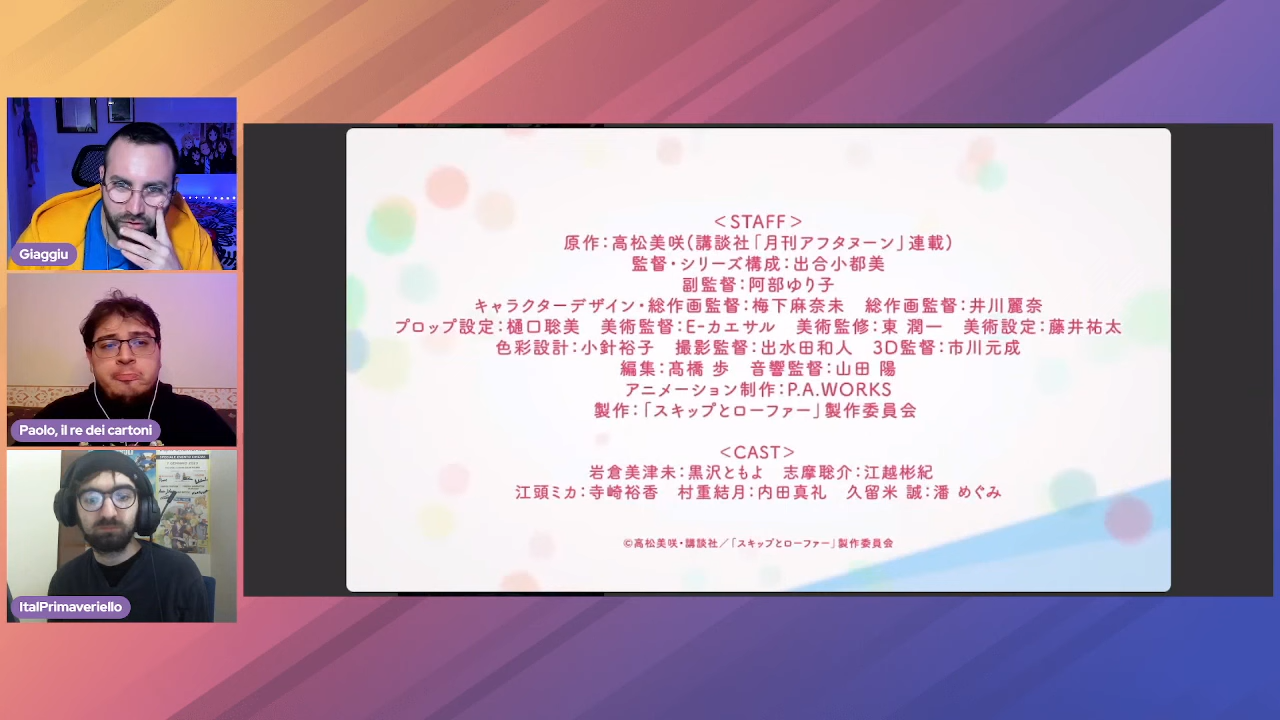 Giaggiu
Paolo, il re dei cartoni
ItalPrimaveriello
＜STAFF＞
原作：高松美咲（講談社「月刊アフタヌーン」連載）
監督・シリーズ構成：出合小都美
副監督：阿部ゆり子
キャラクターデザイン・総作画監督：梅下麻奈未　総作画監督：井川麗奈
プロップ設定：樋口聡美　美術監督：E-カエサル　美術監修：東 潤一　美術設定：藤井祐太
色彩設計：小針裕子　撮影監督：出水田和人　3D監督：市川元成
編集：髙橋 歩　音響監督：山田 陽
アニメーション制作：P.A.WORKS
製作：「スキップとローファー」製作委員会
＜CAST＞
岩倉美津未：黒沢ともよ　志摩聡介：江越彬紀
江頭ミカ：寺崎裕香　村重結月：内田真礼　久留米 誠：潘 めぐみ
©高松美咲・講談社／「スキップとローファー」製作委員会